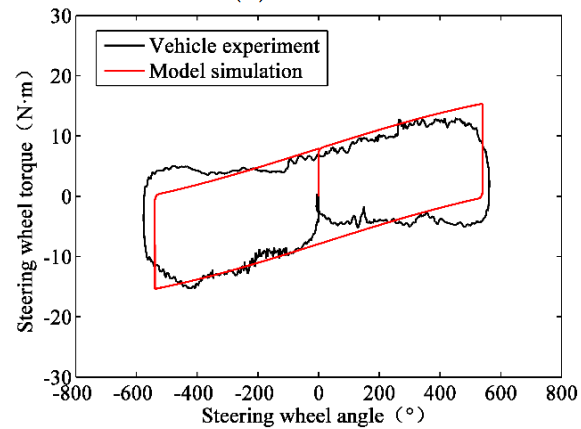 Vehicle experiment
Model simulation
Steering wheel torque（N·m）
30
20
10
0
-10
-20
-30
-800 -600 -400 -200 0 200 400 600 800
Steering wheel angle（°）